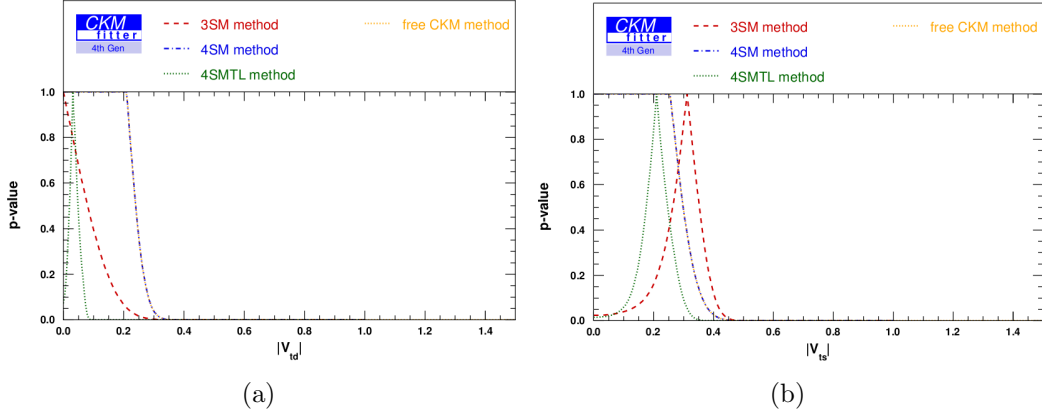 CKM
fitter
4th Gen
3SM method
4SM method
4SMTL method
free CKM method
p-value
1.0
0.8
0.6
0.4
0.2
0.0
0.0 0.2 0.4 0.6 0.8 1.0 1.2 1.4
|V_td|
(a)
CKM
fitter
4th Gen
3SM method
4SM method
4SMTL method
free CKM method
p-value
1.0
0.8
0.6
0.4
0.2
0.0
0.0 0.2 0.4 0.6 0.8 1.0 1.2 1.4
|V_ts|
(b)